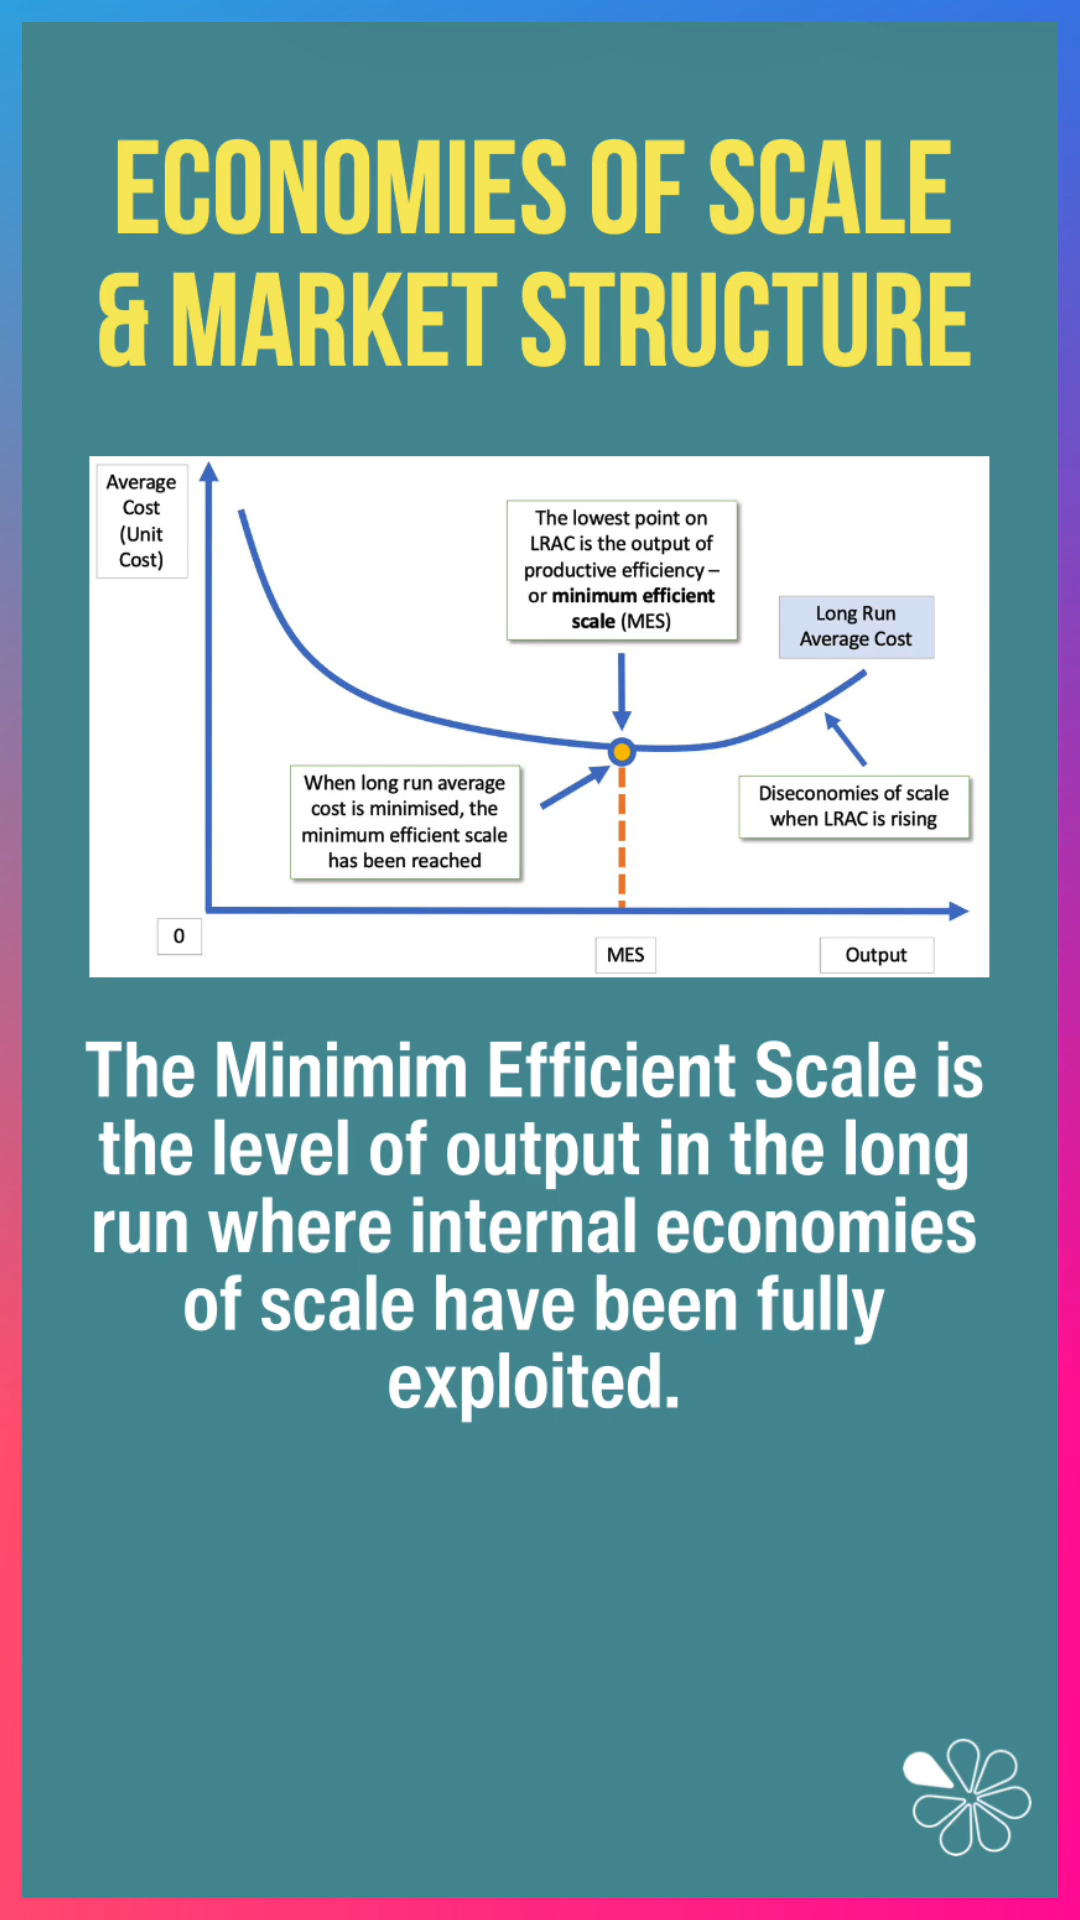 ECONOMIES OF SCALE
& MARKET STRUCTURE
Average
Cost
(Unit
Cost)
The lowest point on
LRAC is the output of
productive efficiency –
or minimum efficient
scale (MES)
Long Run
Average Cost
When long run average
cost is minimised, the
minimum efficient scale
has been reached
Diseconomies of scale
when LRAC is rising
0
MES
Output
The Minimim Efficient Scale is
the level of output in the long
run where internal economies
of scale have been fully
exploited.